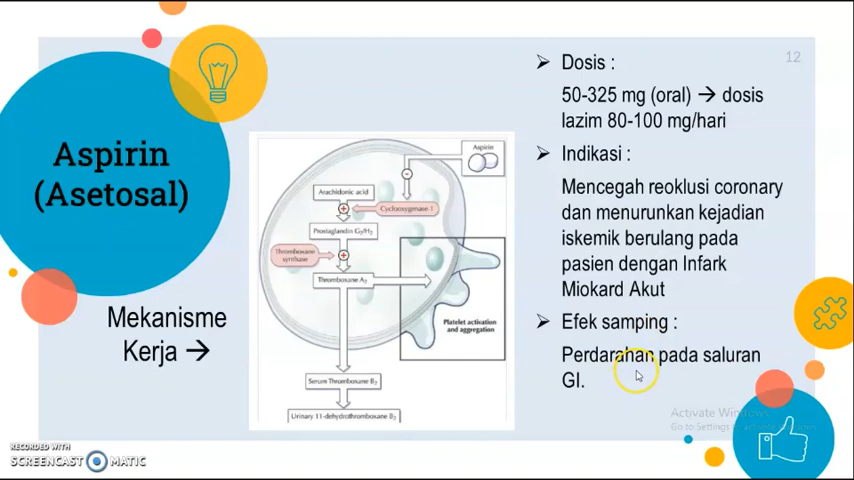 12
Aspirin
(Asetosal)
Mekanisme
Kerja →
Aspirin
Arachidonic acid
Cyclooxygenase-1
Prostaglandin G₂/H₂
Thromboxane
synthase
Thromboxane A₂
Platelet activation
and aggregation
Serum Thromboxane B₂
Urinary 11-dehydrothromboxane B₂
➢ Dosis :
50-325 mg (oral) → dosis
lazim 80-100 mg/hari
➢ Indikasi :
Mencegah reoklusi coronary
dan menurunkan kejadian
iskemik berulang pada
pasien dengan Infark
Miokard Akut
➢ Efek samping :
Perdarahan pada saluran
GI.
Activate Windows
Go to Settings to activate Windows.
RECORDED WITH
SCREENCAST MATIC